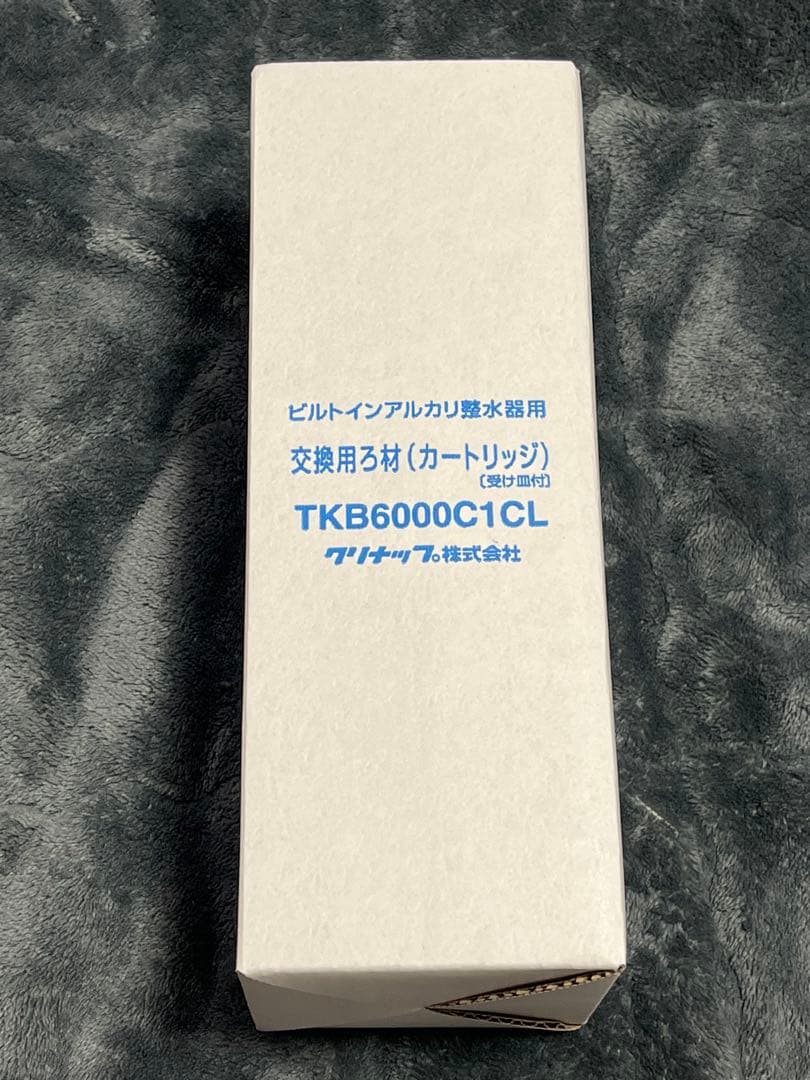 ビルトインアルカリ整水器用
交換用ろ材(カートリッジ)
〔受け皿付〕
TKB6000C1CL
クリナップ。株式会社